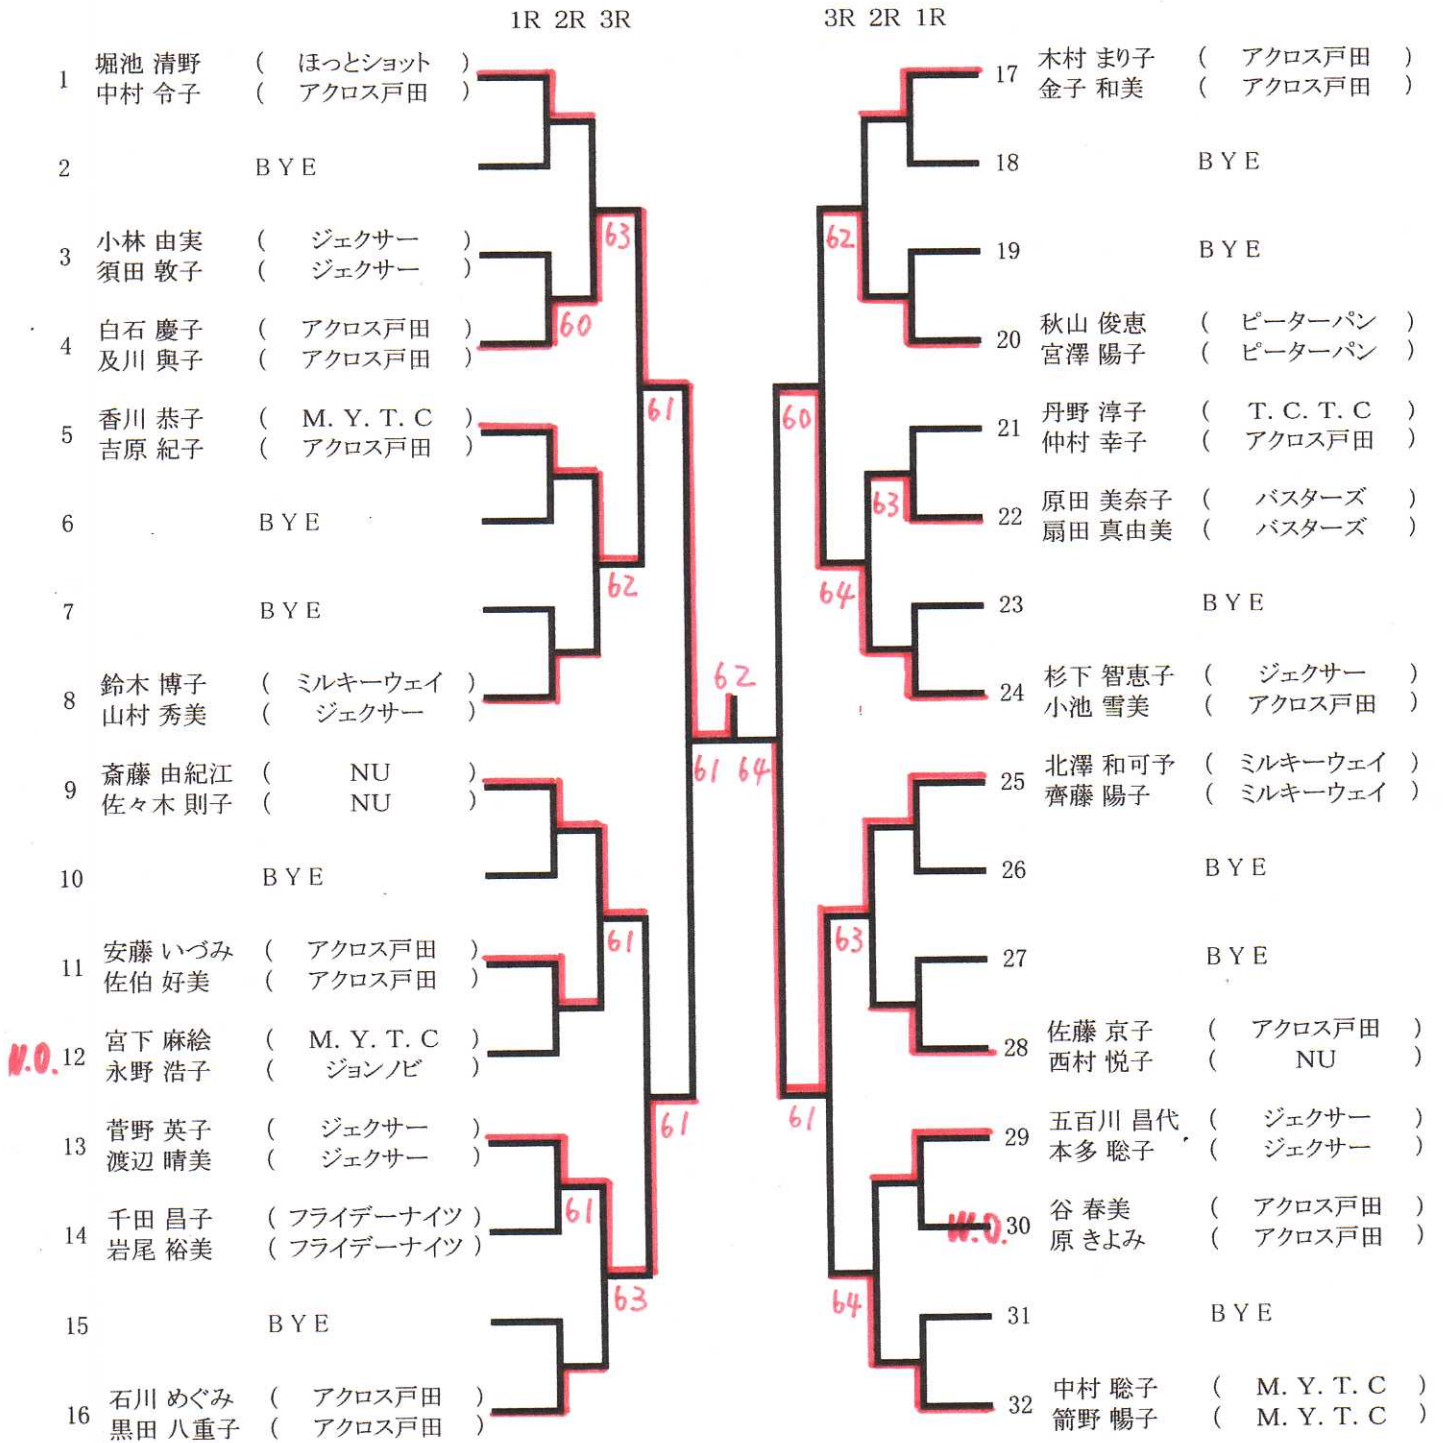 1R 2R 3R
3R 2R 1R
1 堀池 清野 ( ほっとショット )
中村 令子 ( アクロス戸田 )
2 BYE
3 小林 由実 ( ジェクサー )
須田 敦子 ( ジェクサー )
4 白石 慶子 ( アクロス戸田 )
及川 與子 ( アクロス戸田 )
5 香川 恭子 ( M. Y. T. C )
吉原 紀子 ( アクロス戸田 )
6 BYE
7 BYE
8 鈴木 博子 ( ミルキーウェイ )
山村 秀美 ( ジェクサー )
9 斎藤 由紀江 ( NU )
佐々木 則子 ( NU )
10 BYE
11 安藤 いづみ ( アクロス戸田 )
佐伯 好美 ( アクロス戸田 )
W.O. 12 宮下 麻絵 ( M. Y. T. C )
永野 浩子 ( ジョンノビ )
13 菅野 英子 ( ジェクサー )
渡辺 晴美 ( ジェクサー )
14 千田 昌子 ( フライデーナイツ )
岩尾 裕美 ( フライデーナイツ )
15 BYE
16 石川 めぐみ ( アクロス戸田 )
黒田 八重子 ( アクロス戸田 )
63
60
61
62
61
61
61
63
62
61 64
62
60
63
64
63
61
64
17 木村 まり子 ( アクロス戸田 )
金子 和美 ( アクロス戸田 )
18 BYE
19 BYE
20 秋山 俊恵 ( ピーターパン )
宮澤 陽子 ( ピーターパン )
21 丹野 淳子 ( T. C. T. C )
仲村 幸子 ( アクロス戸田 )
22 原田 美奈子 ( バスターズ )
扇田 真由美 ( バスターズ )
23 BYE
24 杉下 智恵子 ( ジェクサー )
小池 雪美 ( アクロス戸田 )
25 北澤 和可予 ( ミルキーウェイ )
齊藤 陽子 ( ミルキーウェイ )
26 BYE
27 BYE
28 佐藤 京子 ( アクロス戸田 )
西村 悦子 ( NU )
29 五百川 昌代 ( ジェクサー )
本多 聡子 ( ジェクサー )
W.O. 30 谷 春美 ( アクロス戸田 )
原 きよみ ( アクロス戸田 )
31 BYE
32 中村 聡子 ( M. Y. T. C )
箭野 暢子 ( M. Y. T. C )